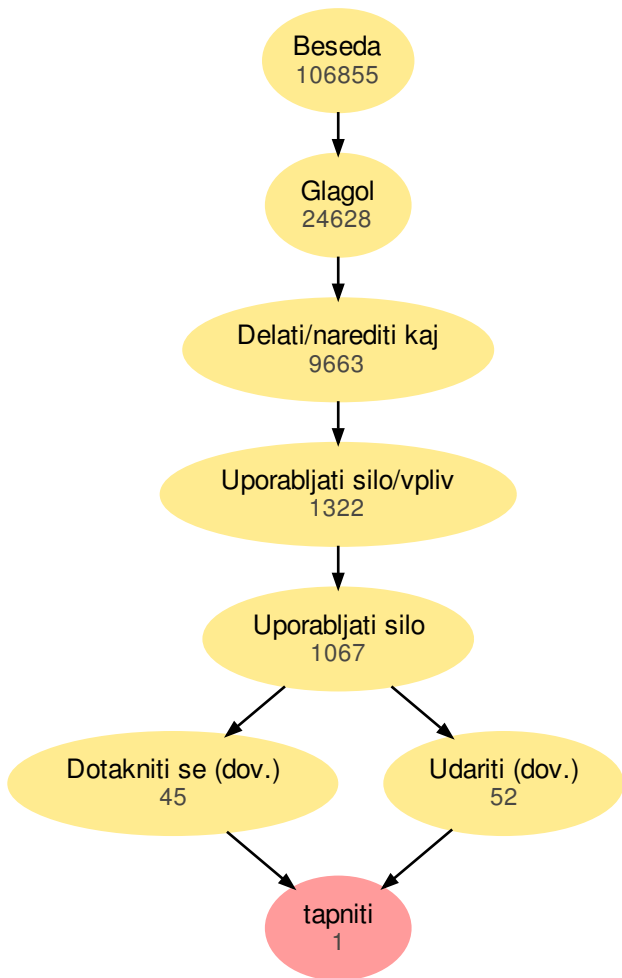 Beseda
106855
Glagol
24628
Delati/narediti kaj
9663
Uporabljati silo/vpliv
1322
Uporabljati silo
1067
Dotakniti se (dov.)
45
Udariti (dov.)
52
tapniti
1